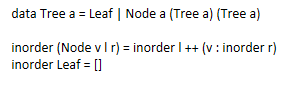 data Tree a = Leaf | Node a (Tree a) (Tree a)
inorder (Node v l r) = inorder l ++ (v : inorder r)
inorder Leaf = []